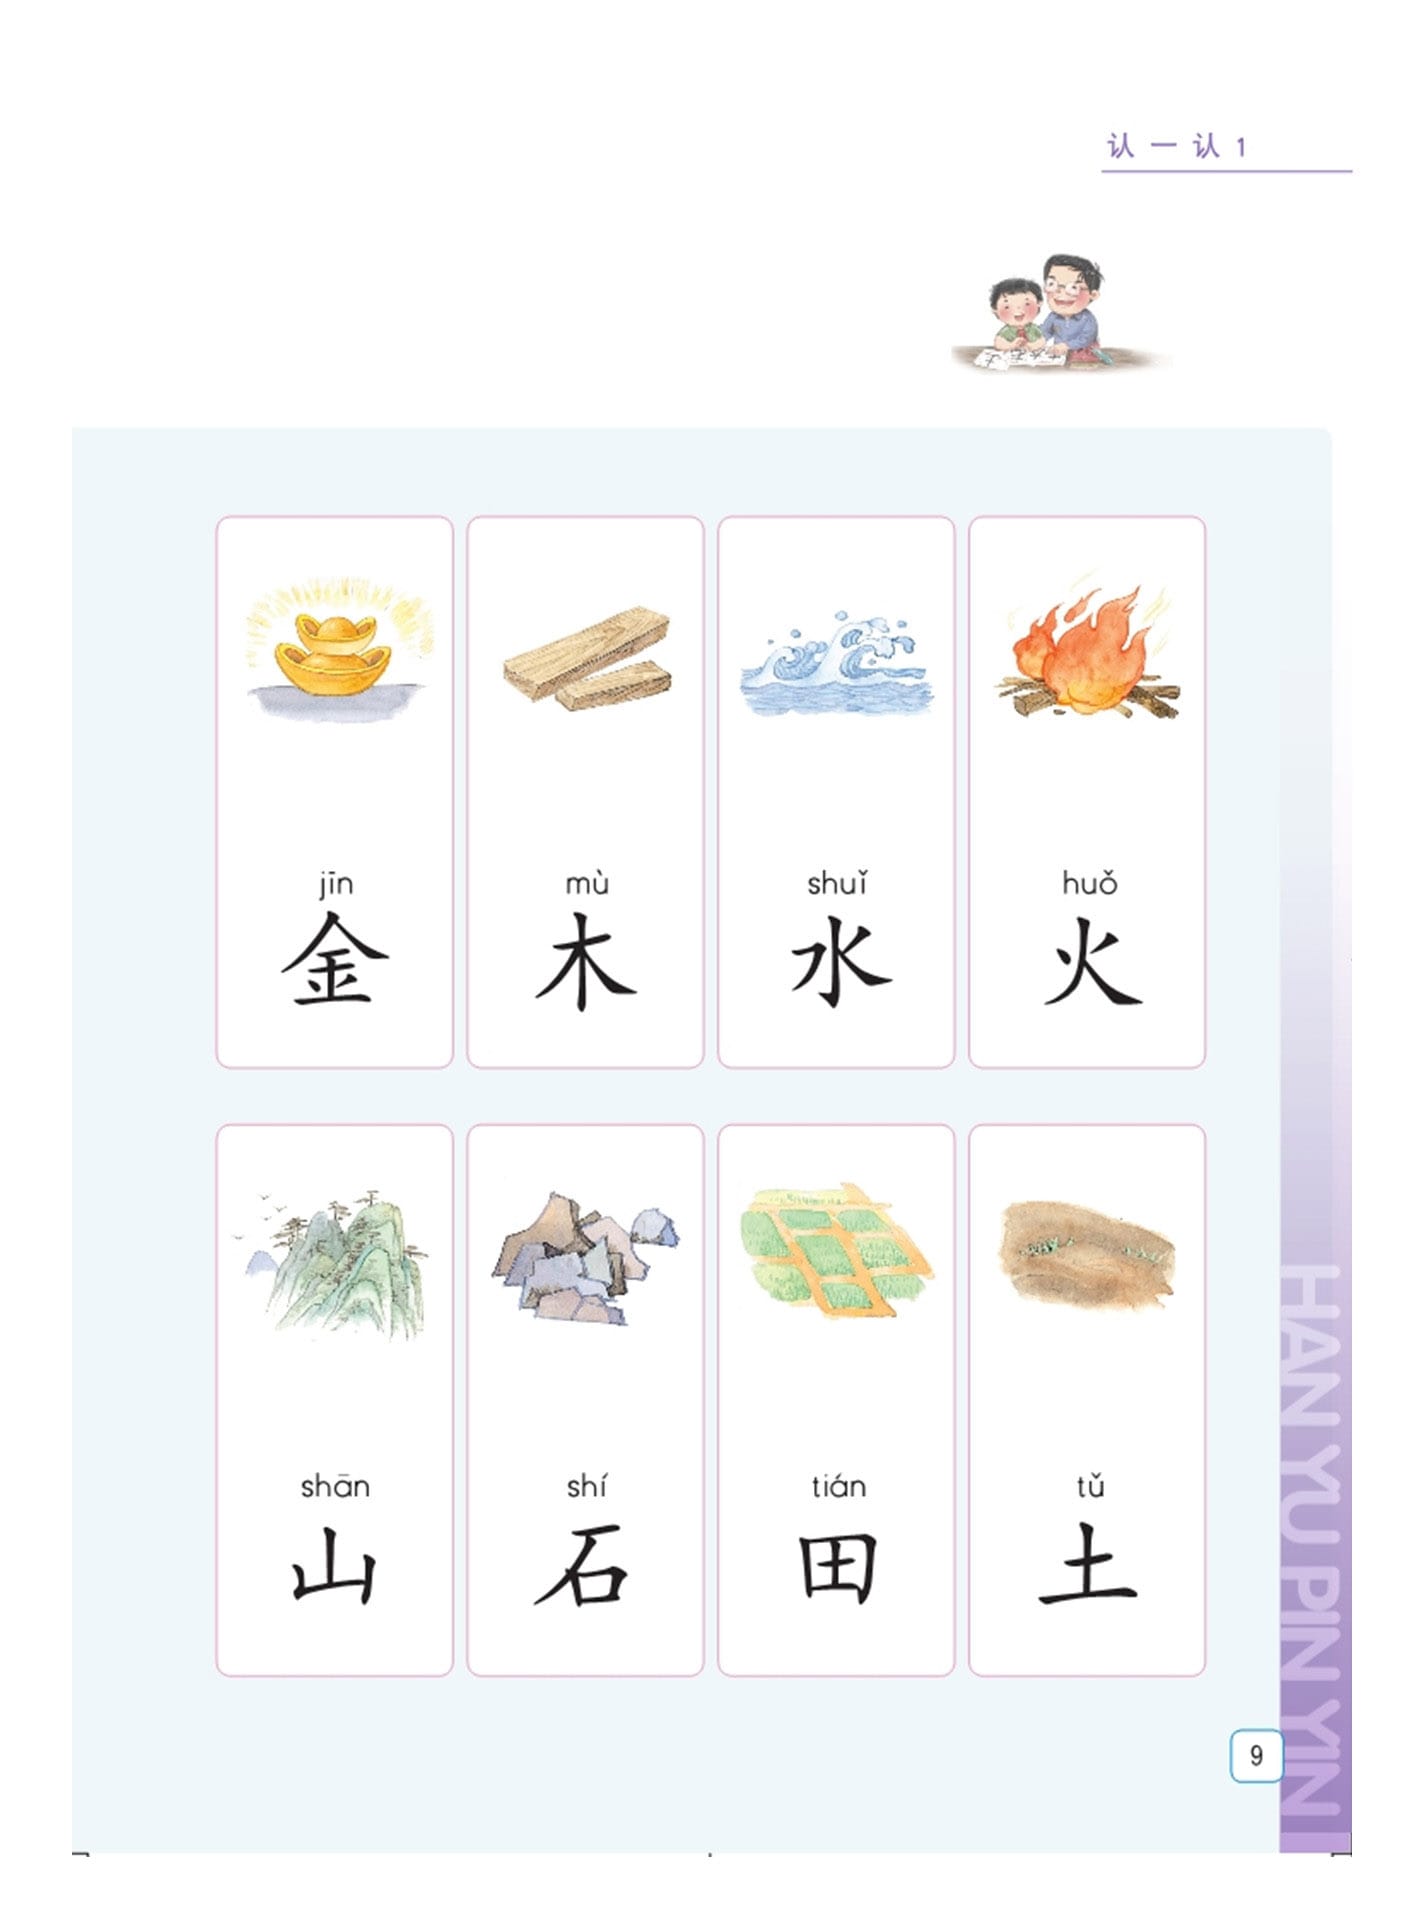 认一认 1
jīn mù shuǐ huǒ
金 木 水 火
shān shí tián tǔ
山 石 田 土
9
HAN YU PIN YIN